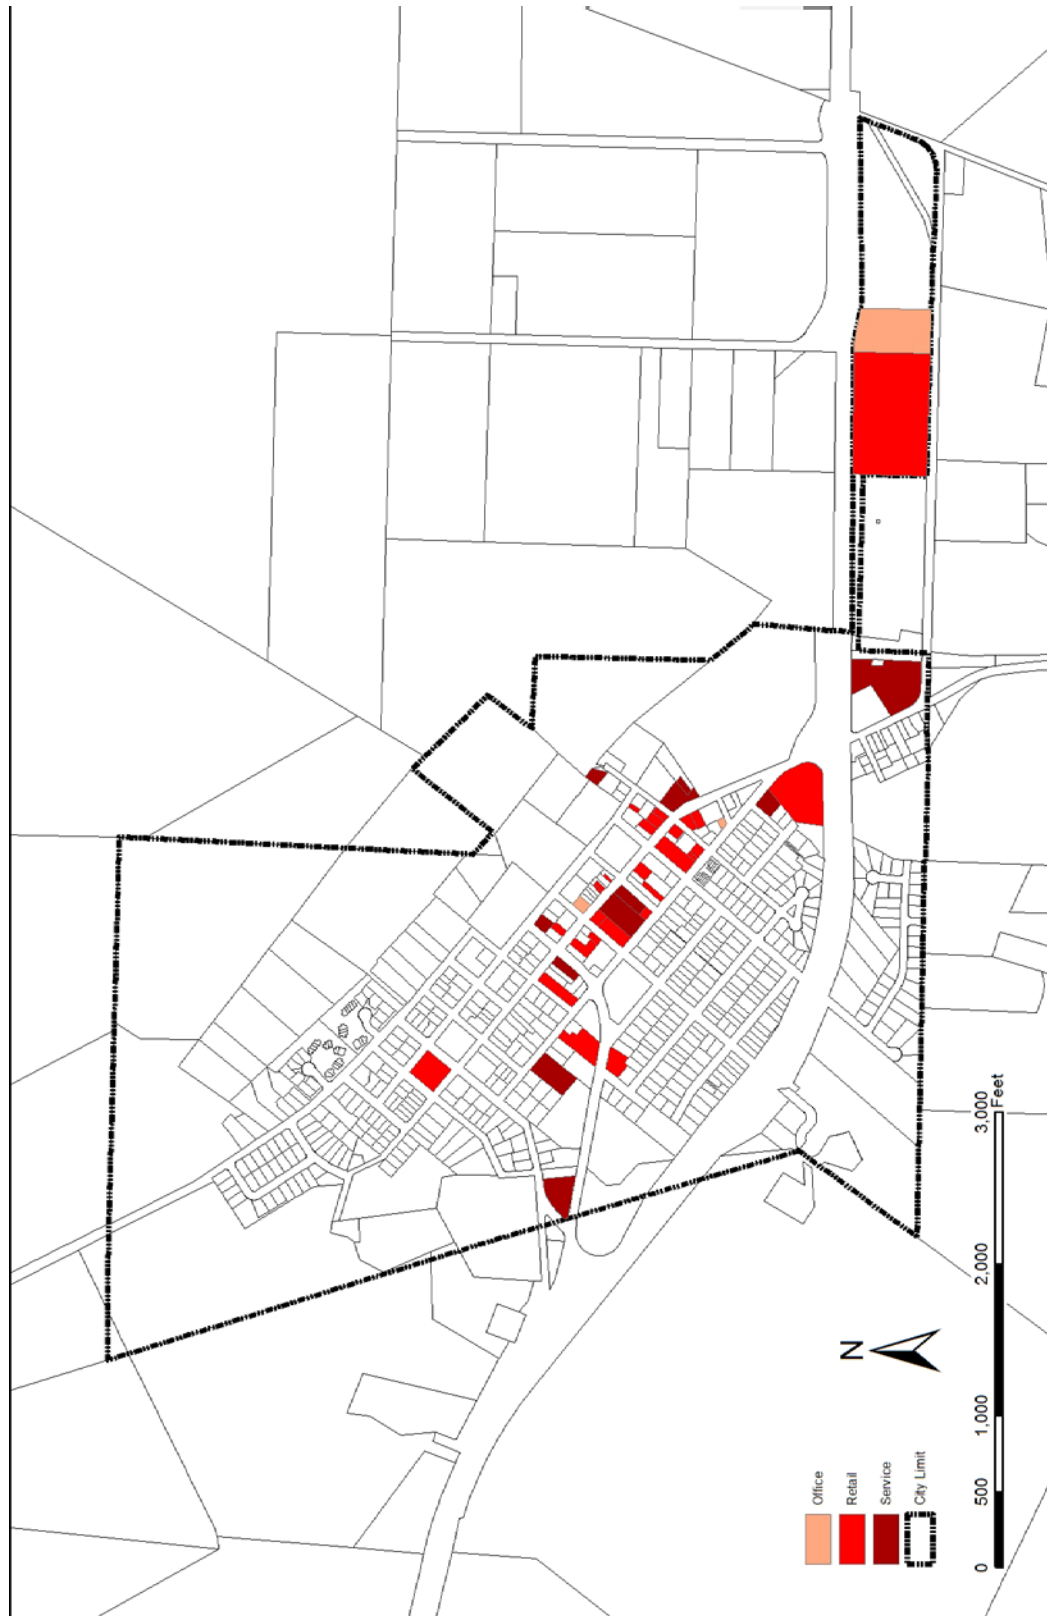 Office
Retail
Service
City Limit
N
0 500 1,000 2,000 3,000
Feet